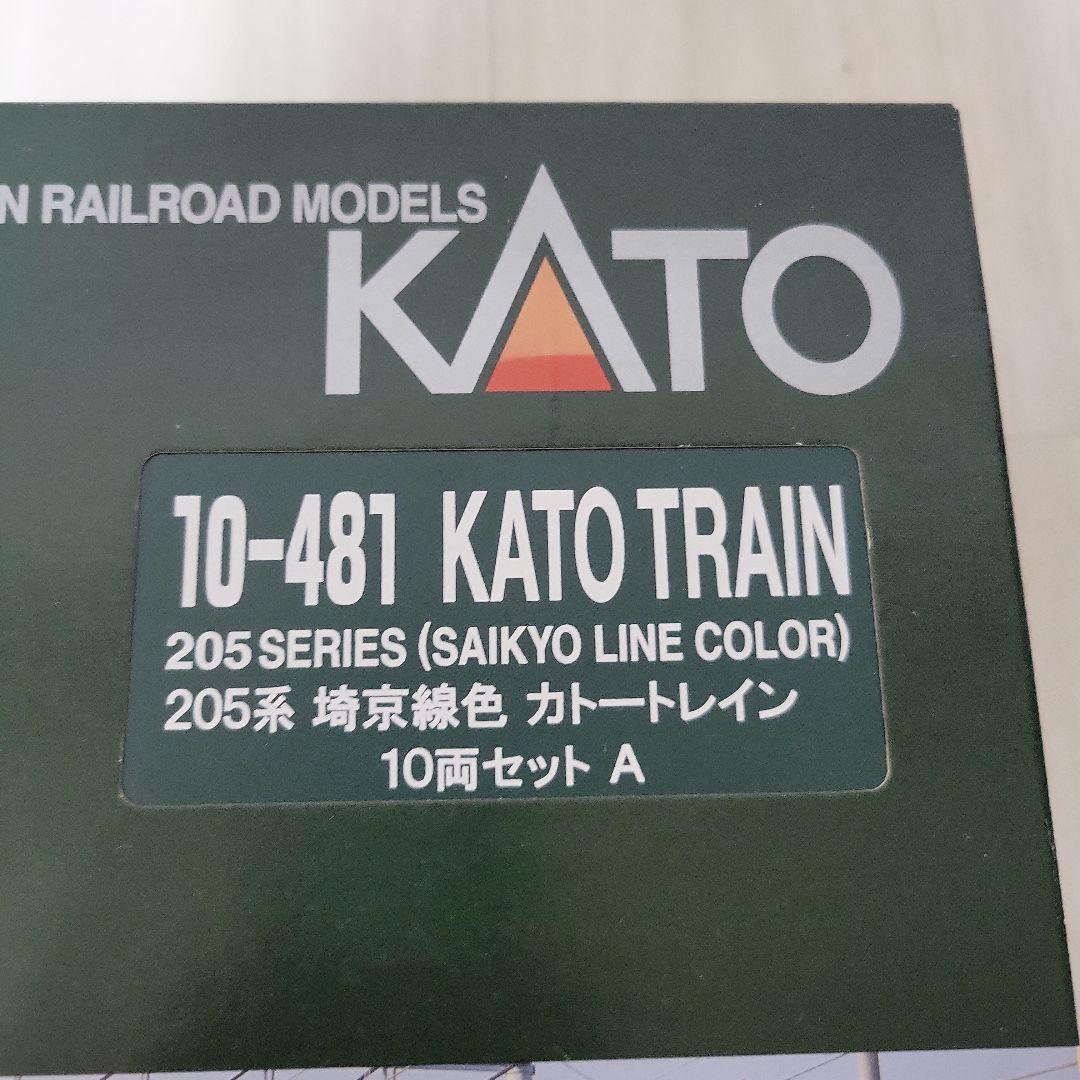 N RAILROAD MODELS
KATO
10-481 KATO TRAIN
205 SERIES (SAIKYO LINE COLOR)
205系 埼京線色 カトートレイン
10両セット A